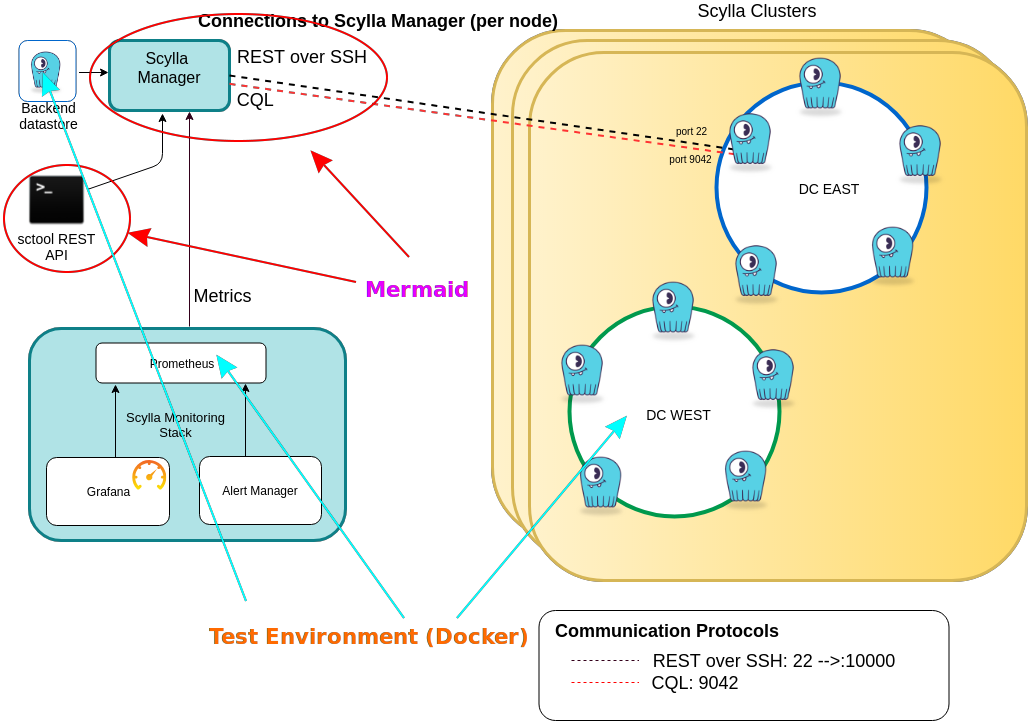 Connections to Scylla Manager (per node)
Scylla Clusters
Scylla
Manager
REST over SSH
CQL
Backend
datastore
port 22
port 9042
DC EAST
>_
sctool REST
API
Mermaid
Metrics
Prometheus
Scylla Monitoring
Stack
Grafana
Alert Manager
DC WEST
Test Environment (Docker)
Communication Protocols
REST over SSH: 22 -->:10000
CQL: 9042